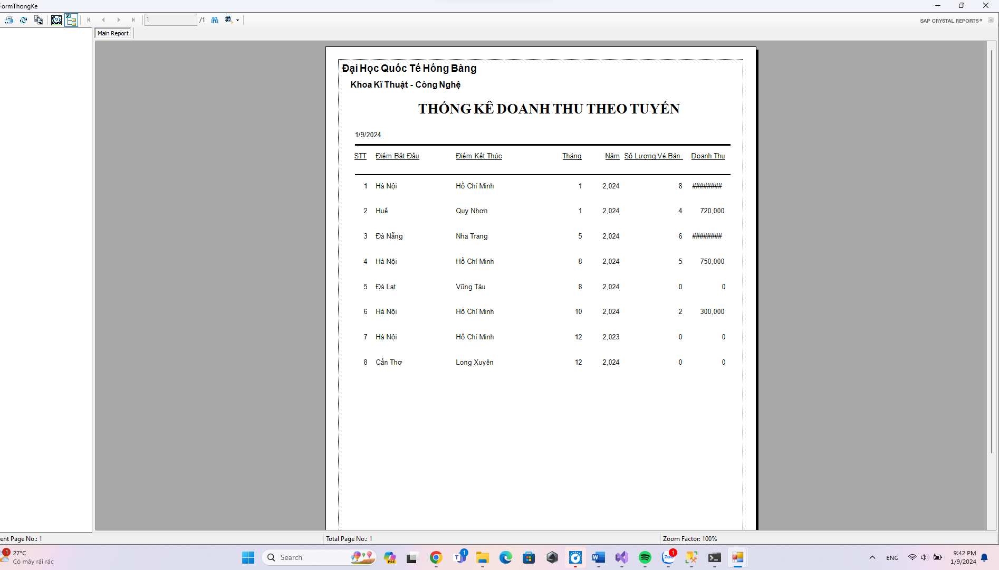 FormThongKe
1 /1
SAP CRYSTAL REPORTS®
Main Report
Đại Học Quốc Tế Hồng Bàng
Khoa Kĩ Thuật - Công Nghệ
THỐNG KÊ DOANH THU THEO TUYẾN
1/9/2024
STT Điểm Bắt Đầu Điểm Kết Thúc Tháng Năm Số Lượng Vé Bán Doanh Thu
1 Hà Nội Hồ Chí Minh 1 2,024 8 ########
2 Huế Quy Nhơn 1 2,024 4 720,000
3 Đà Nẵng Nha Trang 5 2,024 6 ########
4 Hà Nội Hồ Chí Minh 8 2,024 5 750,000
5 Đà Lạt Vũng Tàu 8 2,024 0 0
6 Hà Nội Hồ Chí Minh 10 2,024 2 300,000
7 Hà Nội Hồ Chí Minh 12 2,023 0 0
8 Cần Thơ Long Xuyên 12 2,024 0 0
ent Page No.: 1 Total Page No.: 1 Zoom Factor: 100%
1 27°C
Có mây rải rác
Search
PRE
1
Zalo 1
ENG
9:42 PM
1/9/2024